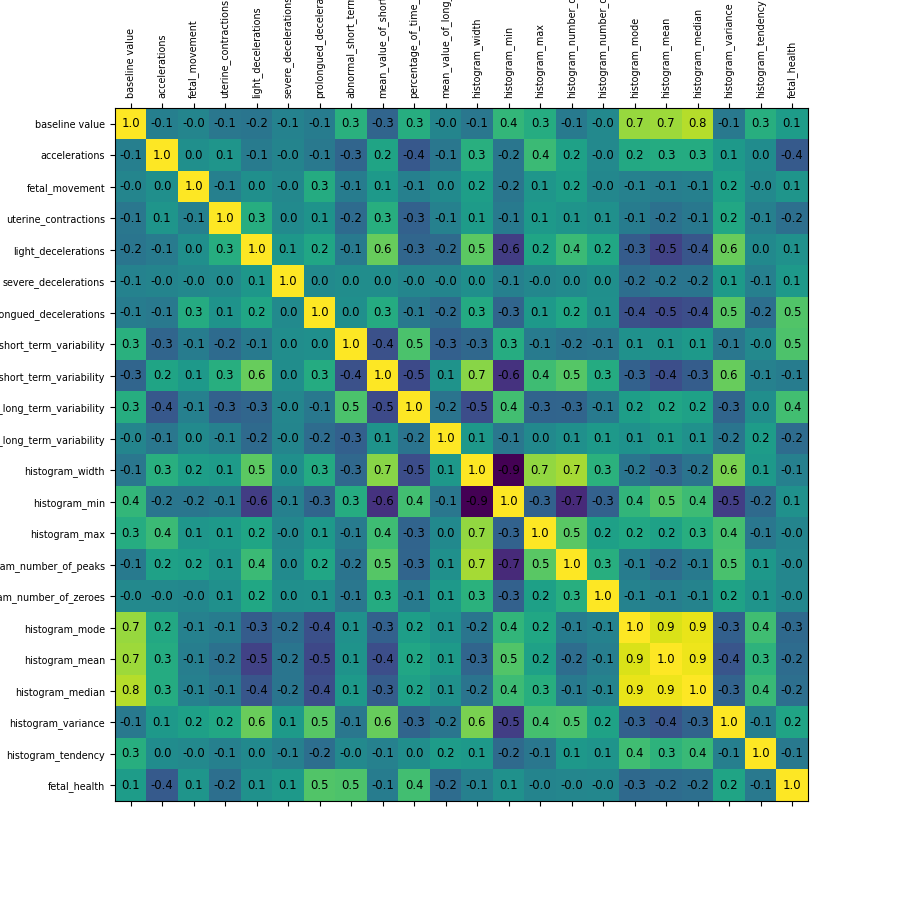 baseline value
accelerations
fetal_movement
uterine_contractions
light_decelerations
severe_decelerations
prolongued_decelera
abnormal_short_term
mean_value_of_short
percentage_of_time_
mean_value_of_long_
histogram_width
histogram_min
histogram_max
histogram_number_o
histogram_number_o
histogram_mode
histogram_mean
histogram_median
histogram_variance
histogram_tendency
fetal_health
baseline value 1.0 -0.1 -0.0 -0.1 -0.2 -0.1 -0.1 0.3 -0.3 0.3 -0.0 -0.1 0.4 0.3 -0.1 -0.0 0.7 0.7 0.8 -0.1 0.3 0.1
accelerations -0.1 1.0 0.0 0.1 -0.1 -0.0 -0.1 -0.3 0.2 -0.4 -0.1 0.3 -0.2 0.4 0.2 -0.0 0.2 0.3 0.3 0.1 0.0 -0.4
fetal_movement -0.0 0.0 1.0 -0.1 0.0 -0.0 0.3 -0.1 0.1 -0.1 0.0 0.2 -0.2 0.1 0.2 -0.0 -0.1 -0.1 -0.1 0.2 -0.0 0.1
uterine_contractions -0.1 0.1 -0.1 1.0 0.3 0.0 0.1 -0.2 0.3 -0.3 -0.1 0.1 -0.1 0.1 0.1 0.1 -0.1 -0.2 -0.1 0.2 -0.1 -0.2
light_decelerations -0.2 -0.1 0.0 0.3 1.0 0.1 0.2 -0.1 0.6 -0.3 -0.2 0.5 -0.6 0.2 0.4 0.2 -0.3 -0.5 -0.4 0.6 0.0 0.1
severe_decelerations -0.1 -0.0 -0.0 0.0 0.1 1.0 0.0 0.0 0.0 -0.0 -0.0 0.0 -0.1 -0.0 0.0 0.0 -0.2 -0.2 -0.2 0.1 -0.1 0.1
ongued_decelerations -0.1 -0.1 0.3 0.1 0.2 0.0 1.0 0.0 0.3 -0.1 -0.2 0.3 -0.3 0.1 0.2 0.1 -0.4 -0.5 -0.4 0.5 -0.2 0.5
short_term_variability 0.3 -0.3 -0.1 -0.2 -0.1 0.0 0.0 1.0 -0.4 0.5 -0.3 -0.3 0.3 -0.1 -0.2 -0.1 0.1 0.1 0.1 -0.1 -0.0 0.5
short_term_variability -0.3 0.2 0.1 0.3 0.6 0.0 0.3 -0.4 1.0 -0.5 0.1 0.7 -0.6 0.4 0.5 0.3 -0.3 -0.4 -0.3 0.6 -0.1 -0.1
_long_term_variability 0.3 -0.4 -0.1 -0.3 -0.3 -0.0 -0.1 0.5 -0.5 1.0 -0.2 -0.5 0.4 -0.3 -0.3 -0.1 0.2 0.2 0.2 -0.3 0.0 0.4
_long_term_variability -0.0 -0.1 0.0 -0.1 -0.2 -0.0 -0.2 -0.3 0.1 -0.2 1.0 0.1 -0.1 0.0 0.1 0.1 0.1 0.1 0.1 -0.2 0.2 -0.2
histogram_width -0.1 0.3 0.2 0.1 0.5 0.0 0.3 -0.3 0.7 -0.5 0.1 1.0 -0.9 0.7 0.7 0.3 -0.2 -0.3 -0.2 0.6 0.1 -0.1
histogram_min 0.4 -0.2 -0.2 -0.1 -0.6 -0.1 -0.3 0.3 -0.6 0.4 -0.1 -0.9 1.0 -0.3 -0.7 -0.3 0.4 0.5 0.4 -0.5 -0.2 0.1
histogram_max 0.3 0.4 0.1 0.1 0.2 -0.0 0.1 -0.1 0.4 -0.3 0.0 0.7 -0.3 1.0 0.5 0.2 0.2 0.2 0.3 0.4 -0.1 -0.0
am_number_of_peaks -0.1 0.2 0.2 0.1 0.4 0.0 0.2 -0.2 0.5 -0.3 0.1 0.7 -0.7 0.5 1.0 0.3 -0.1 -0.2 -0.1 0.5 0.1 -0.0
am_number_of_zeroes -0.0 -0.0 -0.0 0.1 0.2 0.0 0.1 -0.1 0.3 -0.1 0.1 0.3 -0.3 0.2 0.3 1.0 -0.1 -0.1 -0.1 0.2 0.1 -0.0
histogram_mode 0.7 0.2 -0.1 -0.1 -0.3 -0.2 -0.4 0.1 -0.3 0.2 0.1 -0.2 0.4 0.2 -0.1 -0.1 1.0 0.9 0.9 -0.3 0.4 -0.3
histogram_mean 0.7 0.3 -0.1 -0.2 -0.5 -0.2 -0.5 0.1 -0.4 0.2 0.1 -0.3 0.5 0.2 -0.2 -0.1 0.9 1.0 0.9 -0.4 0.3 -0.2
histogram_median 0.8 0.3 -0.1 -0.1 -0.4 -0.2 -0.4 0.1 -0.3 0.2 0.1 -0.2 0.4 0.3 -0.1 -0.1 0.9 0.9 1.0 -0.3 0.4 -0.2
histogram_variance -0.1 0.1 0.2 0.2 0.6 0.1 0.5 -0.1 0.6 -0.3 -0.2 0.6 -0.5 0.4 0.5 0.2 -0.3 -0.4 -0.3 1.0 -0.1 0.2
histogram_tendency 0.3 0.0 -0.0 -0.1 0.0 -0.1 -0.2 -0.0 -0.1 0.0 0.2 0.1 -0.2 -0.1 0.1 0.1 0.4 0.3 0.4 -0.1 1.0 -0.1
fetal_health 0.1 -0.4 0.1 -0.2 0.1 0.1 0.5 0.5 -0.1 0.4 -0.2 -0.1 0.1 -0.0 -0.0 -0.0 -0.3 -0.2 -0.2 0.2 -0.1 1.0